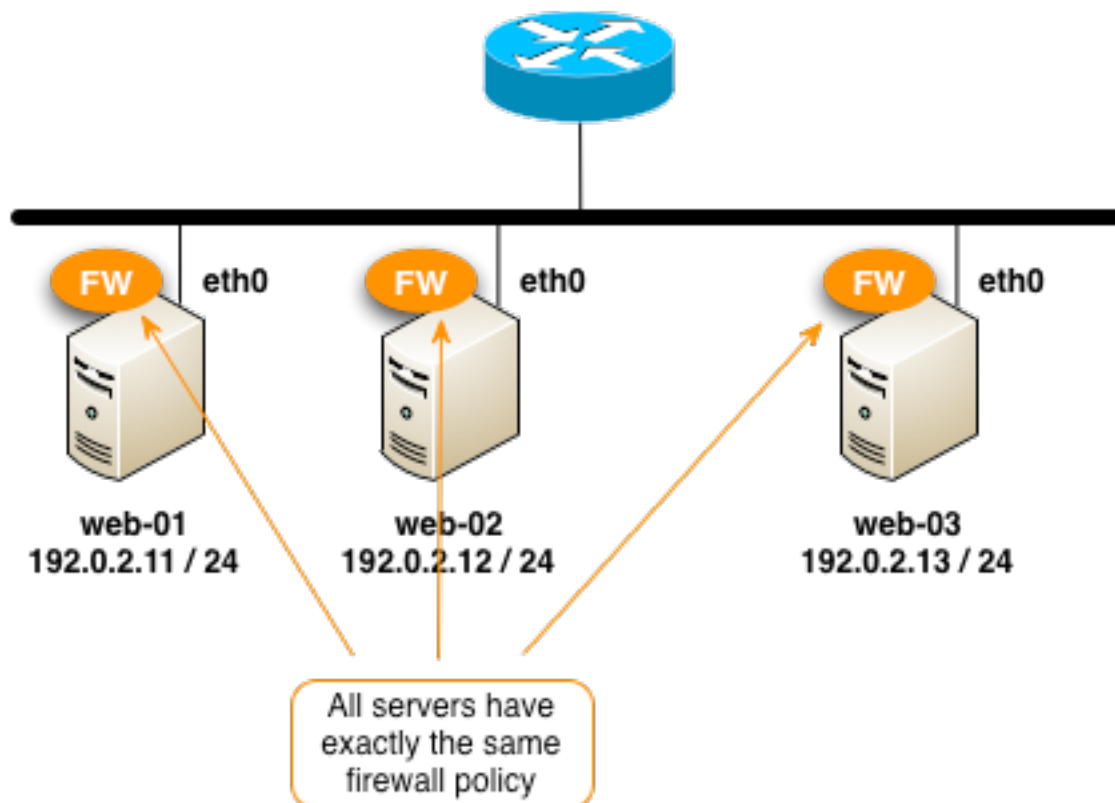 FW eth0
FW eth0
FW eth0
web-01
192.0.2.11 / 24
web-02
192.0.2.12 / 24
web-03
192.0.2.13 / 24
All servers have
exactly the same
firewall policy